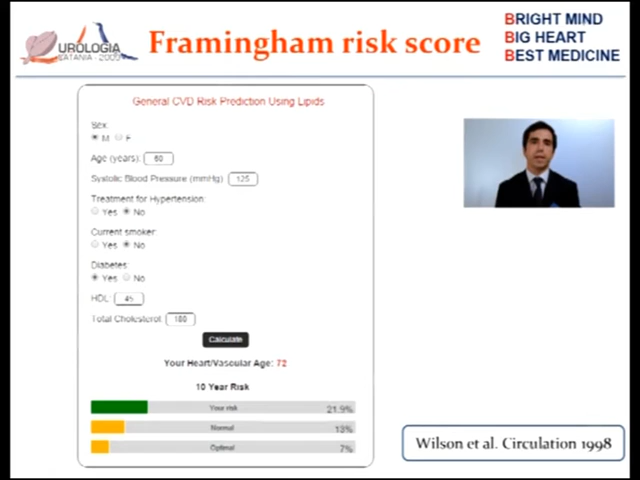 UROLOGIA
CATANIA - 2009
Framingham risk score
BRIGHT MIND
BIG HEART
BEST MEDICINE
General CVD Risk Prediction Using Lipids
Sex:
M F
Age (years): 60
Systolic Blood Pressure (mmHg) 125
Treatment for Hypertension:
Yes No
Current smoker:
Yes No
Diabetes:
Yes No
HDL: 45
Total Cholesterol: 180
Calculate
Your Heart/Vascular Age: 72
10 Year Risk
Your risk 21.9%
Normal 13%
Optimal 7%
Wilson et al. Circulation 1998